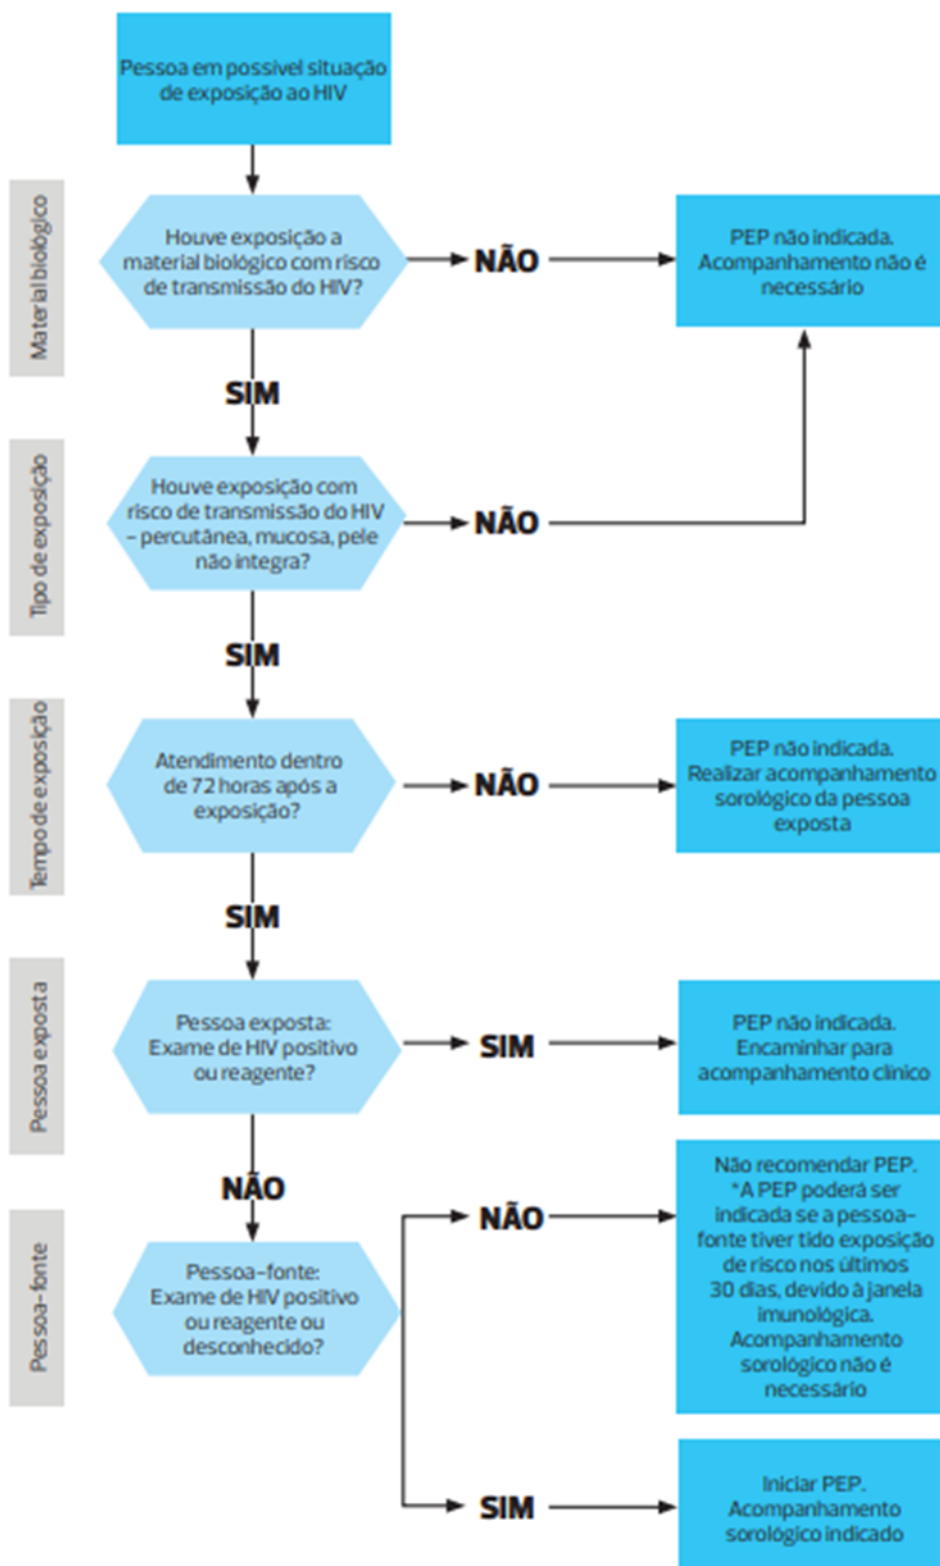 Pessoa em possível situação
de exposição ao HIV
Material biológico
Houve exposição a
material biológico com risco
de transmissão do HIV?
NÃO
PEP não indicada.
Acompanhamento não é
necessário
SIM
Tipo de exposição
Houve exposição com
risco de transmissão do HIV
– percutânea, mucosa, pele
não íntegra?
NÃO
SIM
Tempo de exposição
Atendimento dentro
de 72 horas após a
exposição?
NÃO
PEP não indicada.
Realizar acompanhamento
sorológico da pessoa
exposta
SIM
Pessoa exposta
Pessoa exposta:
Exame de HIV positivo
ou reagente?
SIM
PEP não indicada.
Encaminhar para
acompanhamento clínico
NÃO
Pessoa-fonte
Pessoa-fonte:
Exame de HIV positivo
ou reagente ou
desconhecido?
NÃO
Não recomendar PEP.
*A PEP poderá ser
indicada se a pessoa-
fonte tiver tido exposição
de risco nos últimos
30 dias, devido à janela
imunológica.
Acompanhamento
sorológico não é
necessário
SIM
Iniciar PEP.
Acompanhamento
sorológico indicado